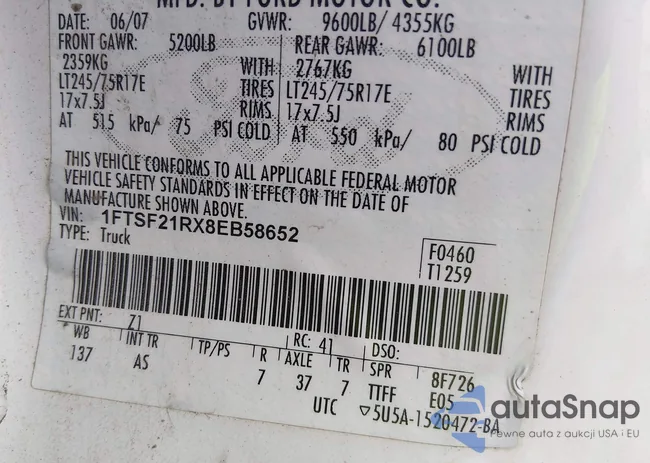 MFD. BY FORD MOTOR CO.
DATE: 06/07 GVWR: 9600LB/ 4355KG
FRONT GAWR: 5200LB REAR GAWR: 6100LB
2359KG WITH 2767KG WITH
LT245/75R17E TIRES LT245/75R17E TIRES
17x7.5J RIMS 17x7.5J RIMS
AT 515 kPa/ 75 PSI COLD AT 550 kPa/ 80 PSI COLD
THIS VEHICLE CONFORMS TO ALL APPLICABLE FEDERAL MOTOR
VEHICLE SAFETY STANDARDS IN EFFECT ON THE DATE OF
MANUFACTURE SHOWN ABOVE.
VIN: 1FTSF21RX8EB58652
TYPE: Truck
F0460
T1259
EXT PNT: Z1 RC: 41 DSO:
WB INT TR TP/PS R AXLE TR SPR 8F726
137 AS 7 37 7 TTFF E05
UTC ▽5U5A-1520472-BA
Ford
autaSnap
Pewne auta z aukcji USA i EU